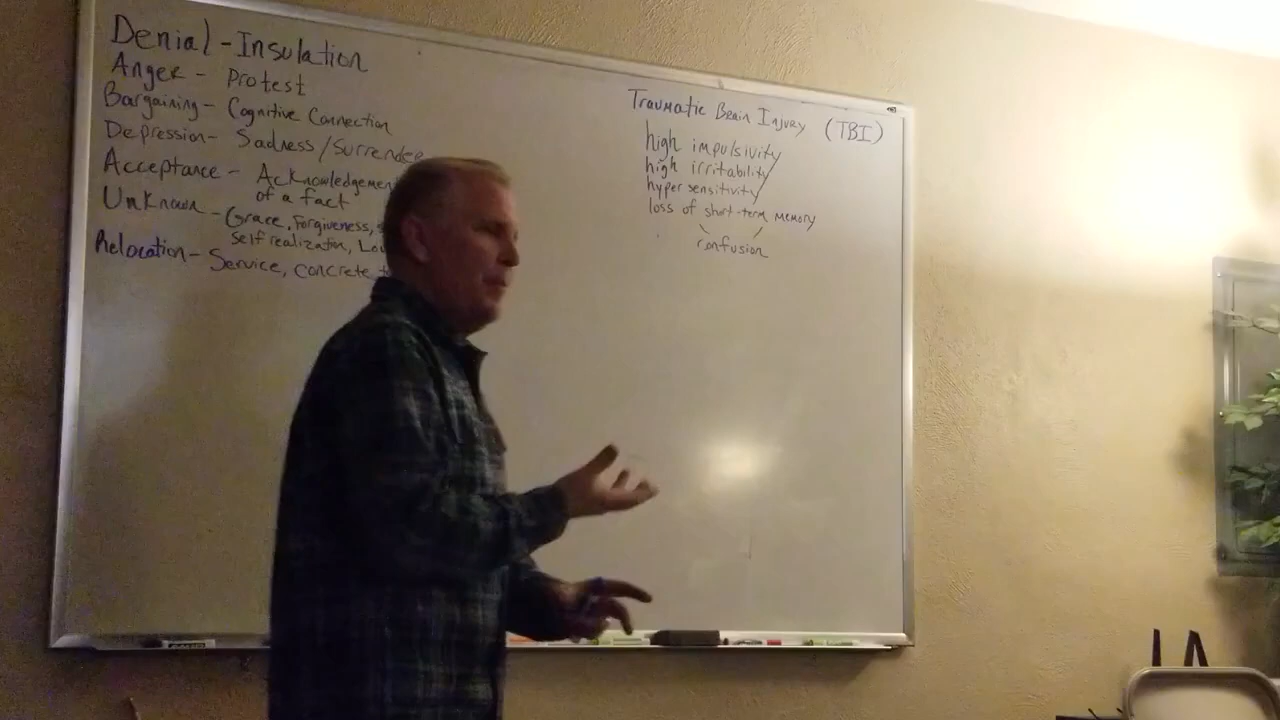 Denial - Insulation
Anger - Protest
Bargaining - Cognitive Connection
Depression - Sadness/Surrender
Acceptance - Acknowledgement
of a fact
Unknown - Grace, Forgiveness,
self realization,
Relocation - Service, concrete
Traumatic Brain Injury (TBI)
high impulsivity
high irritability
hyper sensitivity
loss of short-term memory
confusion